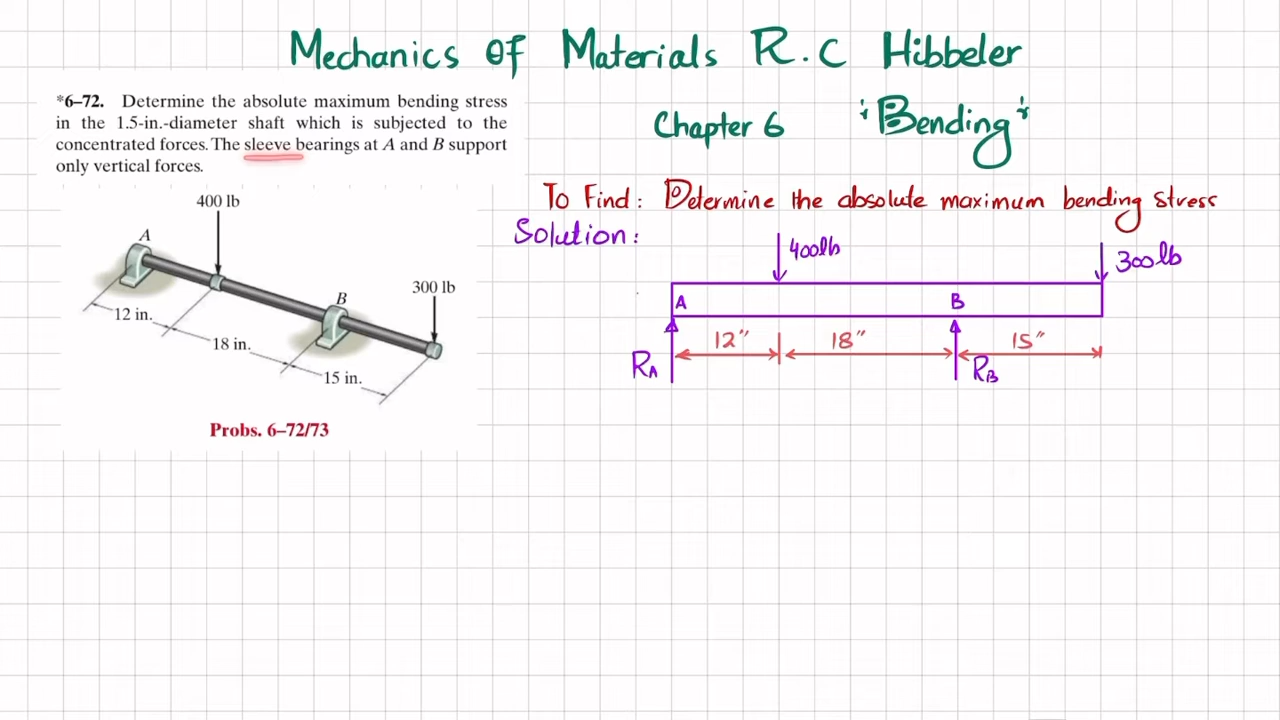 Mechanics Of Materials R.C Hibbeler
*6–72. Determine the absolute maximum bending stress
in the 1.5-in.-diameter shaft which is subjected to the
concentrated forces. The sleeve bearings at A and B support
only vertical forces.
Chapter 6 "Bending"
To Find: Determine the absolute maximum bending stress
Solution:
400 lb
A
B
300 lb
12 in.
18 in.
15 in.
Probs. 6–72/73
400lb
300lb
A
B
12"
18"
15"
RA
RB